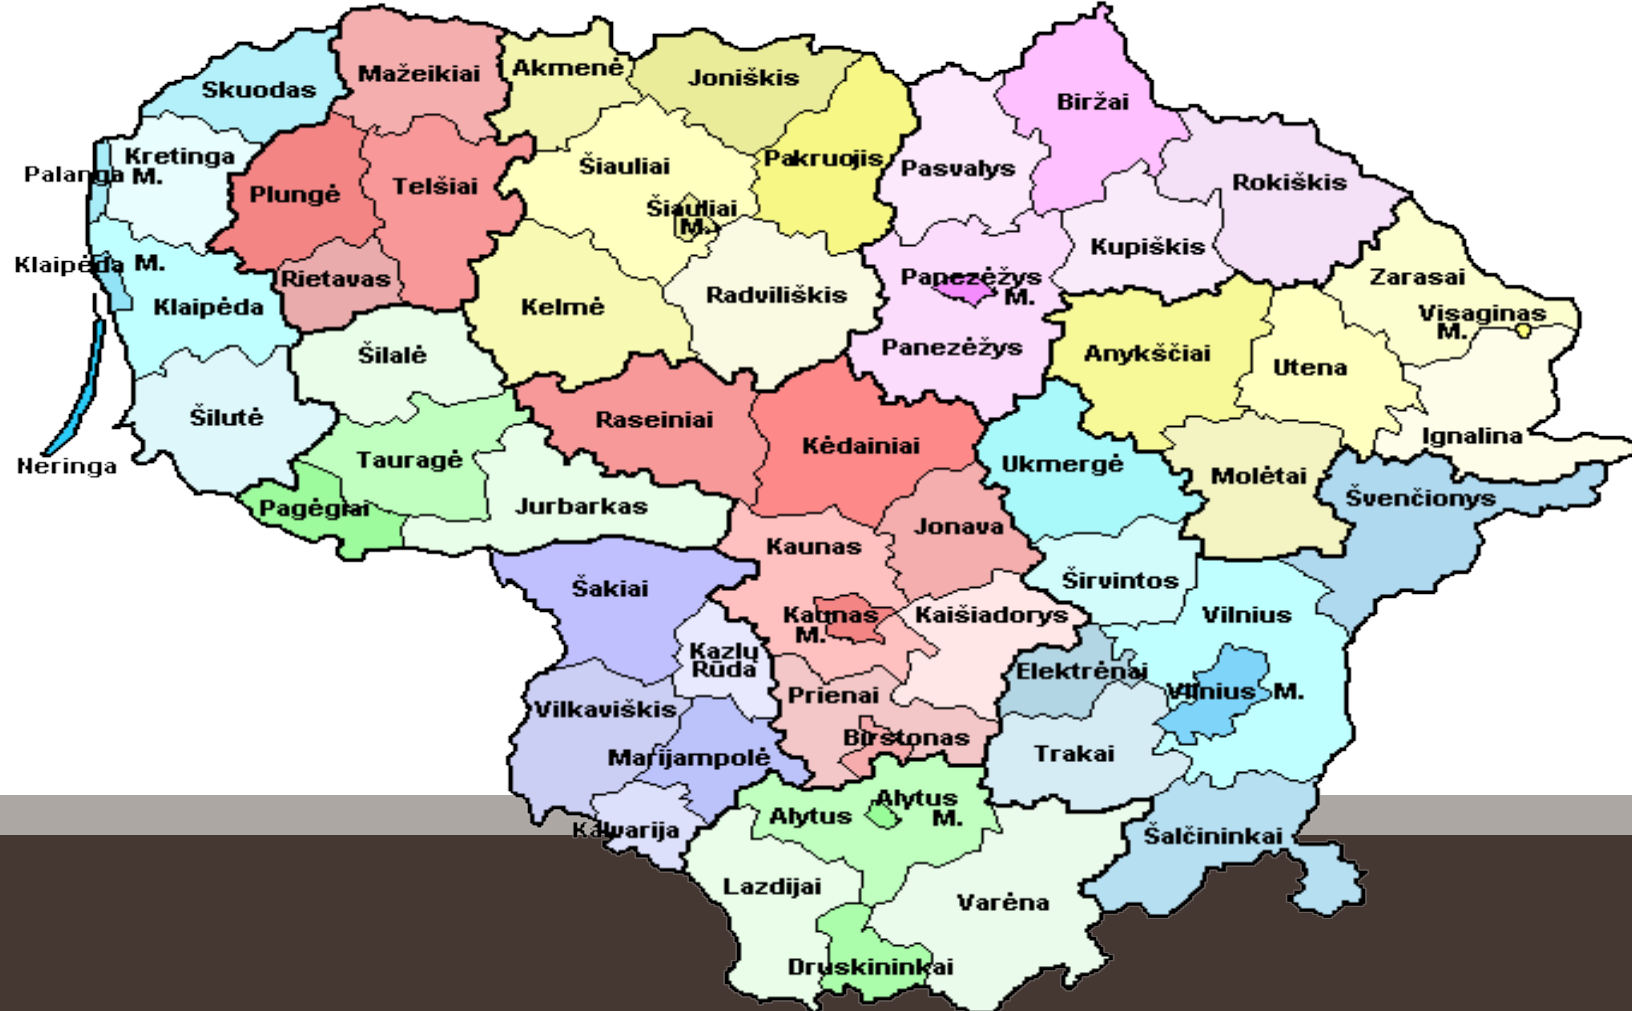 Skuodas
Mažeikiai
Akmenė
Joniškis
Biržai
Kretinga
Palanga M.
Plungė
Telšiai
Šiauliai
Pakruojis
Pasvalys
Rokiškis
Šiauliai
M.
Kupiškis
Klaipėda M.
Rietavas
Klaipėda
Kelmė
Radviliškis
Panezėžys
M.
Zarasai
Visaginas
M.
Šilalė
Panezėžys
Anykščiai
Utena
Šilutė
Raseiniai
Kėdainiai
Ignalina
Neringa
Tauragė
Ukmergė
Molėtai
Švenčionys
Pagėgiai
Jurbarkas
Jonava
Kaunas
Šakiai
Širvintos
Kaunas
M.
Kaišiadorys
Vilnius
Kazlų
Rūda
Elektrėnai
Vilnius M.
Vilkaviškis
Prienai
Birstonas
Marijampolė
Trakai
Kalvarija
Alytus
Alytus
M.
Šalčininkai
Lazdijai
Varėna
Druskininkai